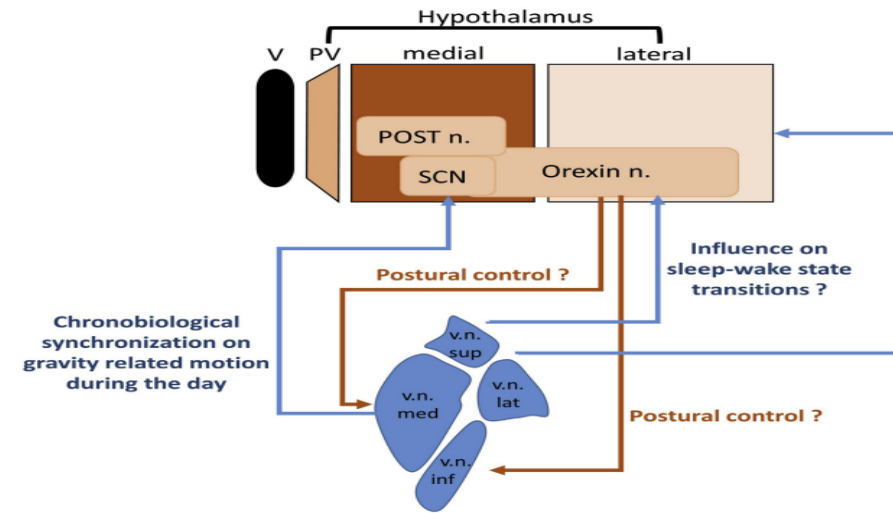 Hypothalamus
V PV medial lateral
POST n.
SCN
Orexin n.
Postural control ?
Influence on
sleep-wake state
transitions ?
Chronobiological
synchronization on
gravity related motion
during the day
v.n.
sup
v.n.
med
v.n.
lat
Postural control ?
v.n.
inf